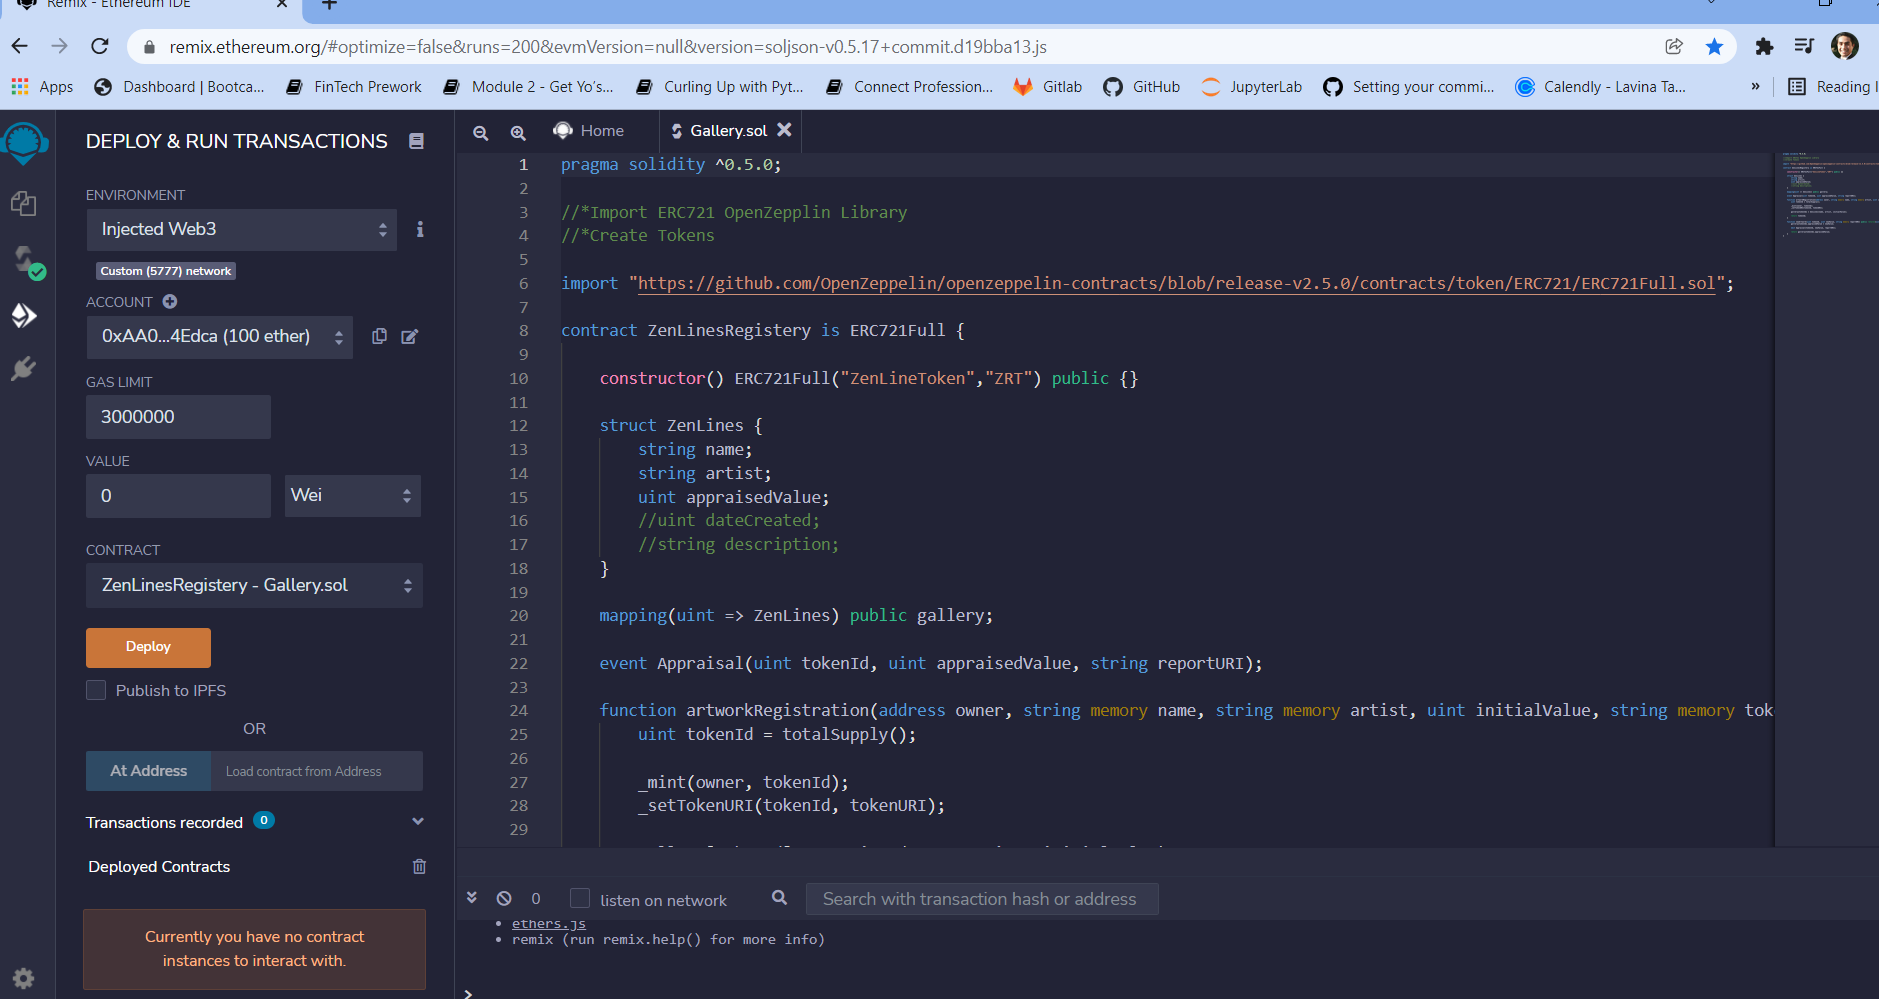 Remix - Ethereum IDE
remix.ethereum.org/#optimize=false&runs=200&evmVersion=null&version=soljson-v0.5.17+commit.d19bba13.js
Apps Dashboard | Bootca... FinTech Prework Module 2 - Get Yo's... Curling Up with Pyt... Connect Profession... Gitlab GitHub JupyterLab Setting your commi... Calendly - Lavina Ta... » Reading
DEPLOY & RUN TRANSACTIONS
ENVIRONMENT
Injected Web3
Custom (5777) network
ACCOUNT
0xAA0...4Edca (100 ether)
GAS LIMIT
3000000
VALUE
0 Wei
CONTRACT
ZenLinesRegistery - Gallery.sol
Deploy
Publish to IPFS
OR
At Address Load contract from Address
Transactions recorded 0
Deployed Contracts
Currently you have no contract
instances to interact with.
Home Gallery.sol
1 pragma solidity ^0.5.0;
2
3 //*Import ERC721 OpenZepplin Library
4 //*Create Tokens
5
6 import "https://github.com/OpenZeppelin/openzeppelin-contracts/blob/release-v2.5.0/contracts/token/ERC721/ERC721Full.sol";
7
8 contract ZenLinesRegistery is ERC721Full {
9
10 constructor() ERC721Full("ZenLineToken","ZRT") public {}
11
12 struct ZenLines {
13 string name;
14 string artist;
15 uint appraisedValue;
16 //uint dateCreated;
17 //string description;
18 }
19
20 mapping(uint => ZenLines) public gallery;
21
22 event Appraisal(uint tokenId, uint appraisedValue, string reportURI);
23
24 function artworkRegistration(address owner, string memory name, string memory artist, uint initialValue, string memory tok
25 uint tokenId = totalSupply();
26
27 _mint(owner, tokenId);
28 _setTokenURI(tokenId, tokenURI);
29
0 listen on network Search with transaction hash or address
• ethers.js
• remix (run remix.help() for more info)
>